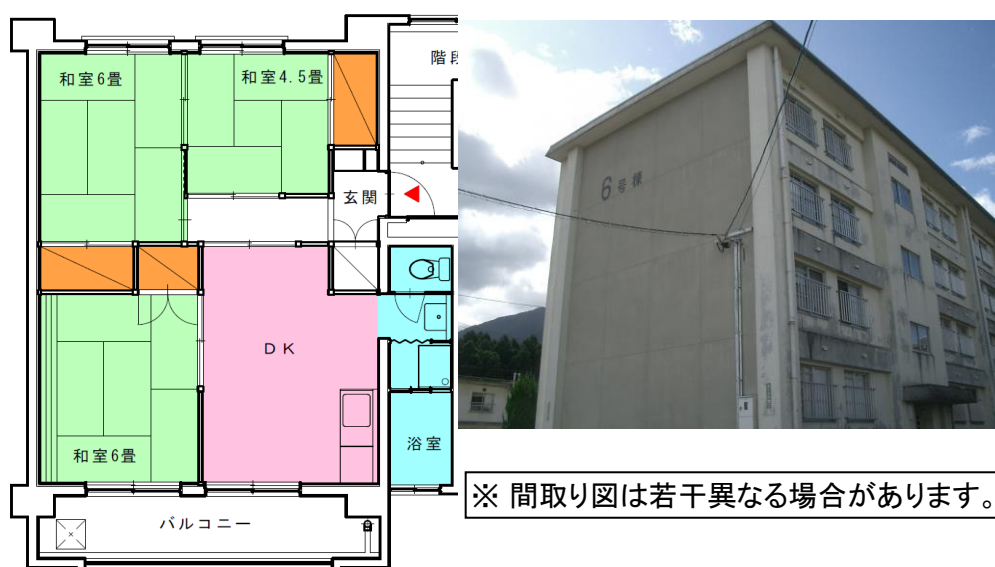 和室6畳
和室4.5畳
階段
玄関
DK
和室6畳
浴室
バルコニー
6号棟
※ 間取り図は若干異なる場合があります。